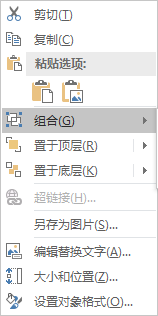 剪切(T)
复制(C)
粘贴选项:
组合(G)
置于顶层(R)
置于底层(K)
超链接(H)...
另存为图片(S)...
编辑替换文字(A)...
大小和位置(Z)...
设置对象格式(O)...